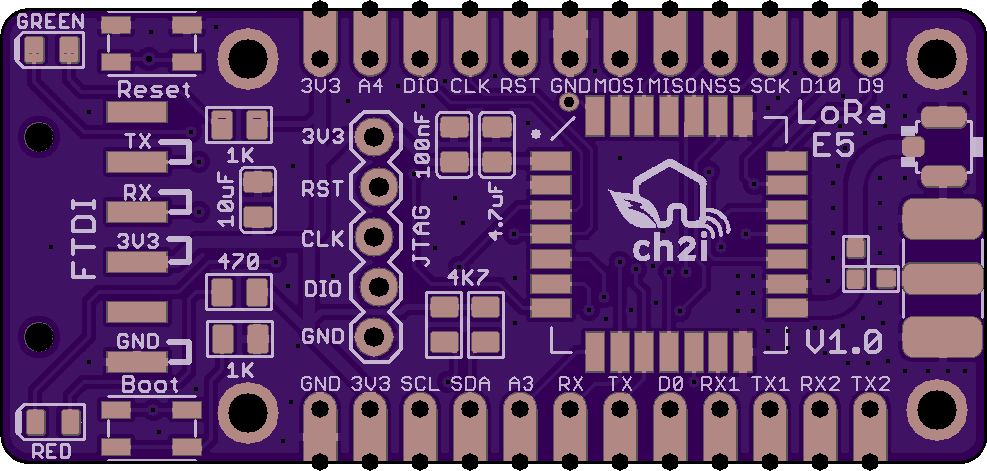 GREEN
3V3 A4 DIO CLK RST GND MOSI MISO NSS SCK D10 D9
Reset
LoRa
E5
TX
1K
3V3
100nF
RX
10uF
RST
4.7uF
FTDI
3V3
CLK
JTAG
ch2i
470
4K7
DIO
GND
GND
1K
V1.0
Boot
GND 3V3 SCL SDA A3 RX TX D0 RX1 TX1 RX2 TX2
RED